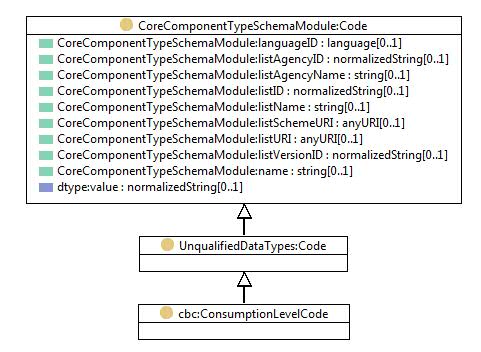 CoreComponentTypeSchemaModule:Code
CoreComponentTypeSchemaModule:languageID : language[0..1]
CoreComponentTypeSchemaModule:listAgencyID : normalizedString[0..1]
CoreComponentTypeSchemaModule:listAgencyName : string[0..1]
CoreComponentTypeSchemaModule:listID : normalizedString[0..1]
CoreComponentTypeSchemaModule:listName : string[0..1]
CoreComponentTypeSchemaModule:listSchemeURI : anyURI[0..1]
CoreComponentTypeSchemaModule:listURI : anyURI[0..1]
CoreComponentTypeSchemaModule:listVersionID : normalizedString[0..1]
CoreComponentTypeSchemaModule:name : string[0..1]
dtype:value : normalizedString[0..1]
UnqualifiedDataTypes:Code
cbc:ConsumptionLevelCode